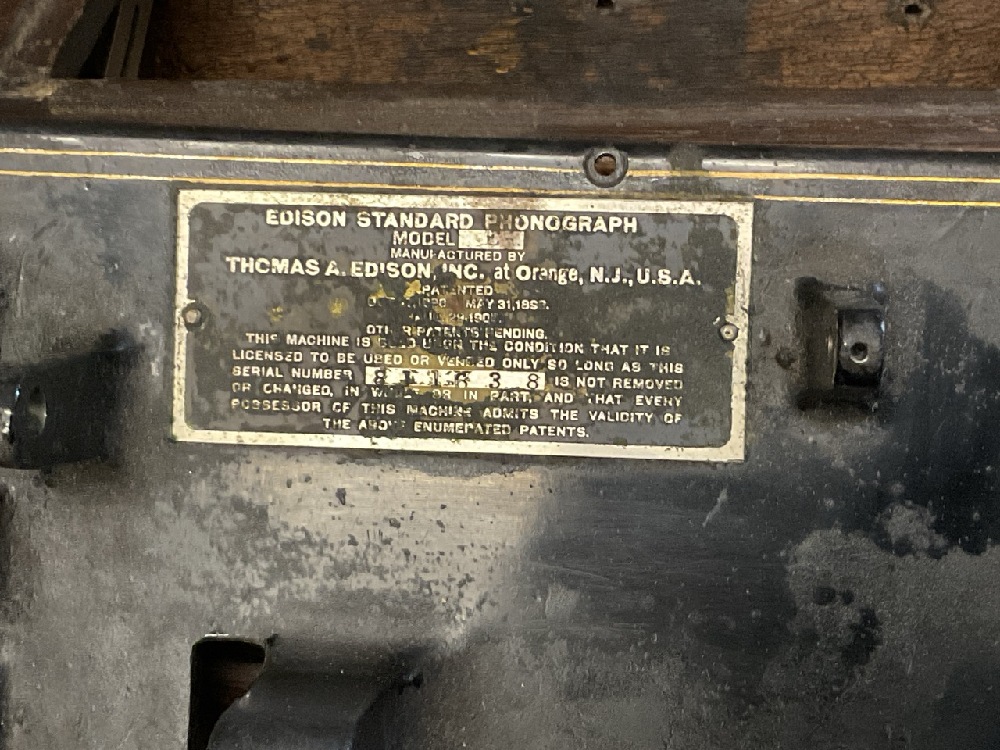 EDISON STANDARD PHONOGRAPH
MODEL
MANUFACTURED BY
THOMAS A. EDISON, INC. at Orange, N.J., U.S.A.
PATENTED
MAY 31, 189
OTHER PATENTS PENDING.
THIS MACHINE IS SOLD UPON THE CONDITION THAT IT IS
LICENSED TO BE USED OR VENDED ONLY SO LONG AS THIS
SERIAL NUMBER IS NOT REMOVED
OR CHANGED, IN WHOLE OR IN PART, AND THAT EVERY
POSSESSOR OF THIS MACHINE ADMITS THE VALIDITY OF
THE ABOVE ENUMERATED PATENTS.